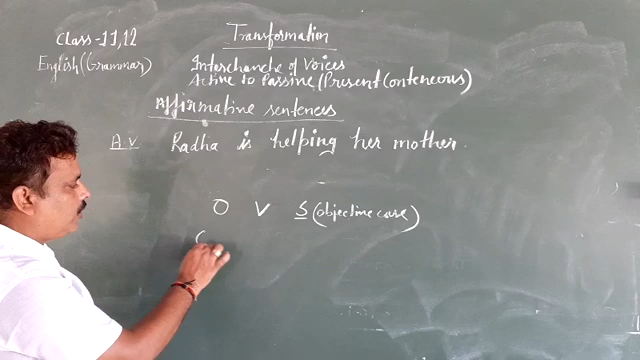 Class-11,12
Transformation
English (Grammar)
Interchange of Voices
Active to Passive (Present Conteneous)
Affirmative sentences
A.V Radha is helping her mother.
O V S (objective case)
(